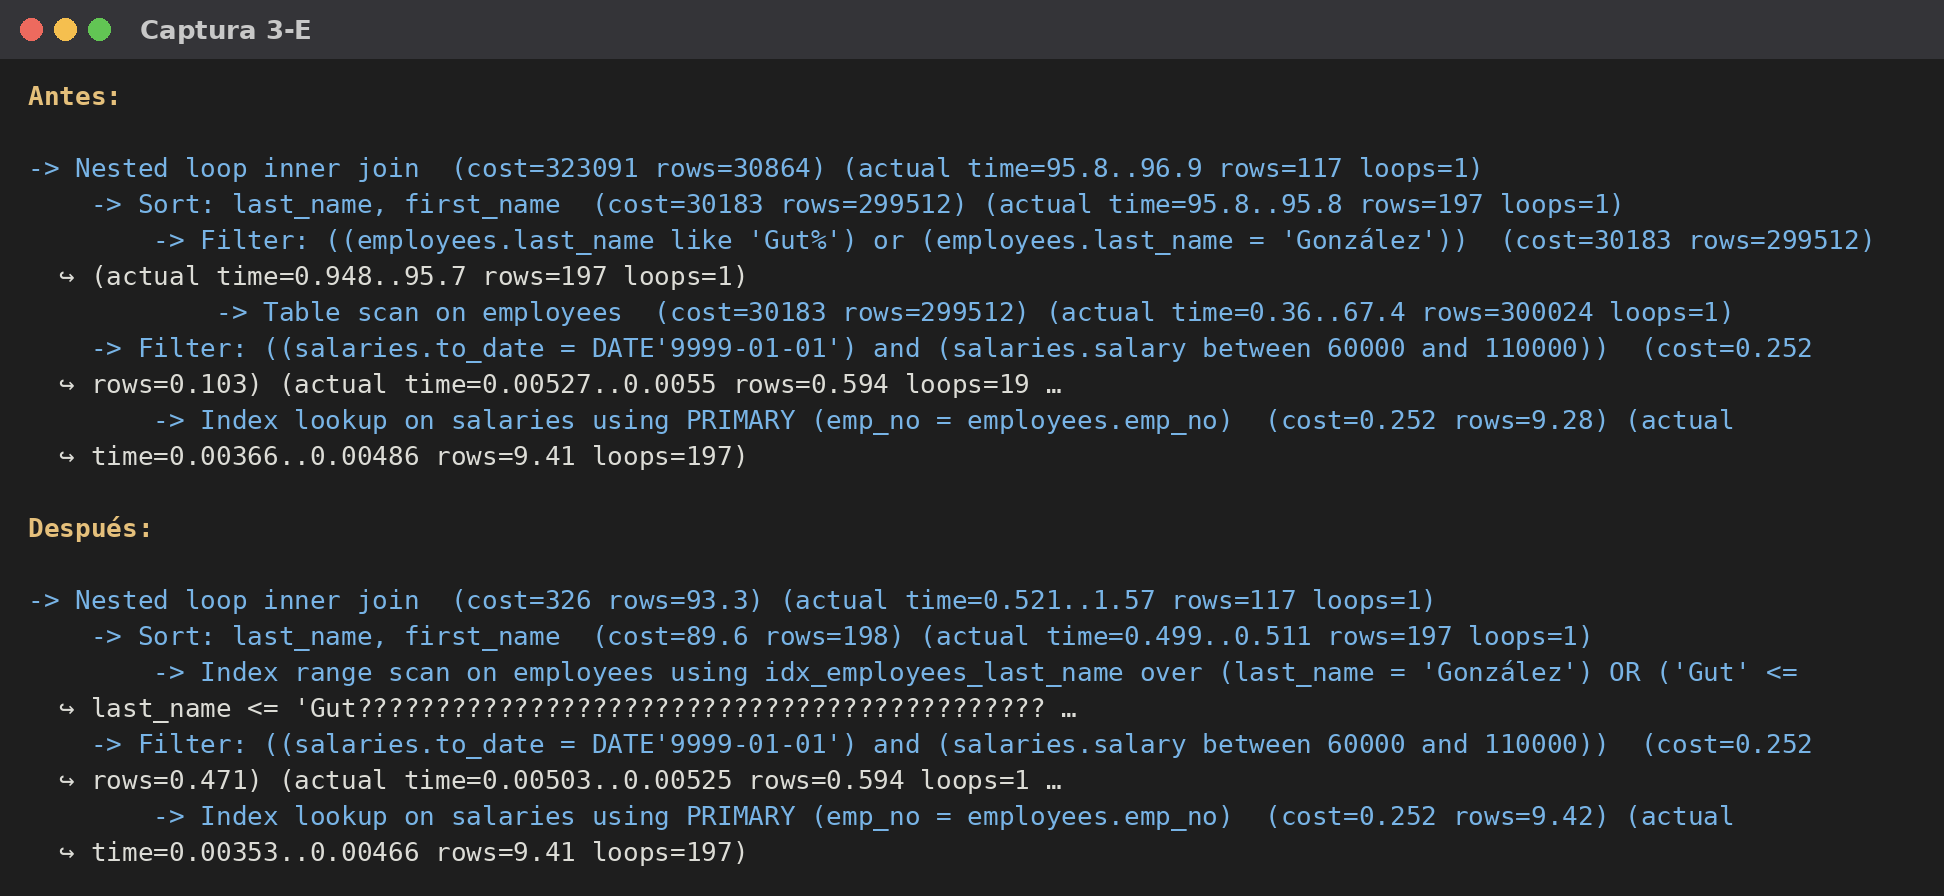 Captura 3-E
Antes:
-> Nested loop inner join  (cost=323091 rows=30864) (actual time=95.8..96.9 rows=117 loops=1)
    -> Sort: last_name, first_name  (cost=30183 rows=299512) (actual time=95.8..95.8 rows=197 loops=1)
        -> Filter: ((employees.last_name like 'Gut%') or (employees.last_name = 'González'))  (cost=30183 rows=299512)
  ↪ (actual time=0.948..95.7 rows=197 loops=1)
            -> Table scan on employees  (cost=30183 rows=299512) (actual time=0.36..67.4 rows=300024 loops=1)
    -> Filter: ((salaries.to_date = DATE'9999-01-01') and (salaries.salary between 60000 and 110000))  (cost=0.252
  ↪ rows=0.103) (actual time=0.00527..0.0055 rows=0.594 loops=19 …
        -> Index lookup on salaries using PRIMARY (emp_no = employees.emp_no)  (cost=0.252 rows=9.28) (actual
  ↪ time=0.00366..0.00486 rows=9.41 loops=197)
Después:
-> Nested loop inner join  (cost=326 rows=93.3) (actual time=0.521..1.57 rows=117 loops=1)
    -> Sort: last_name, first_name  (cost=89.6 rows=198) (actual time=0.499..0.511 rows=197 loops=1)
        -> Index range scan on employees using idx_employees_last_name over (last_name = 'González') OR ('Gut' <=
  ↪ last_name <= 'Gut???????????????????????????????????????????? …
    -> Filter: ((salaries.to_date = DATE'9999-01-01') and (salaries.salary between 60000 and 110000))  (cost=0.252
  ↪ rows=0.471) (actual time=0.00503..0.00525 rows=0.594 loops=1 …
        -> Index lookup on salaries using PRIMARY (emp_no = employees.emp_no)  (cost=0.252 rows=9.42) (actual
  ↪ time=0.00353..0.00466 rows=9.41 loops=197)